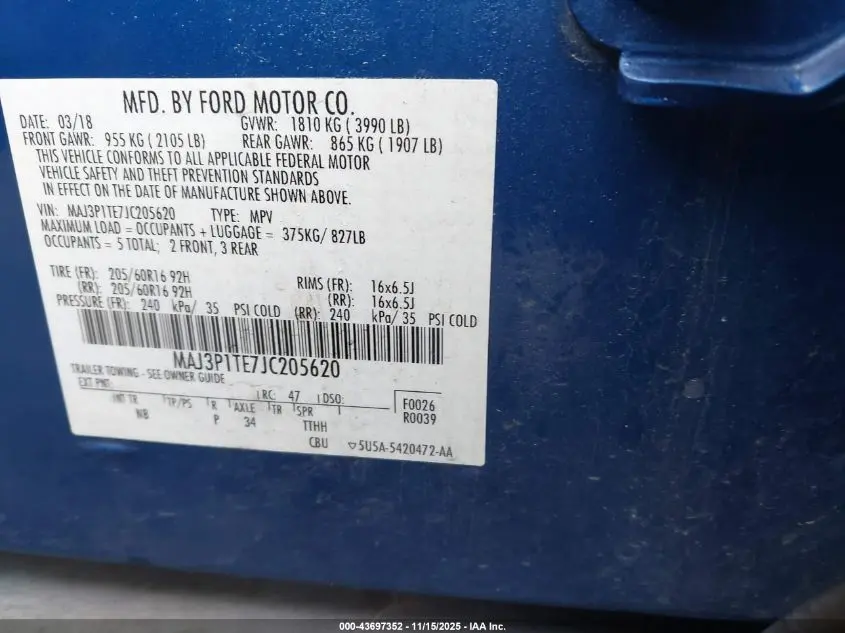 MFD. BY FORD MOTOR CO.
DATE: 03/18 GVWR: 1810 KG ( 3990 LB)
FRONT GAWR: 955 KG ( 2105 LB) REAR GAWR: 865 KG ( 1907 LB)
THIS VEHICLE CONFORMS TO ALL APPLICABLE FEDERAL MOTOR
VEHICLE SAFETY AND THEFT PREVENTION STANDARDS
IN EFFECT ON THE DATE OF MANUFACTURE SHOWN ABOVE.
VIN: MAJ3P1TE7JC205620 TYPE: MPV
MAXIMUM LOAD = OCCUPANTS + LUGGAGE = 375KG/ 827LB
OCCUPANTS = 5 TOTAL; 2 FRONT, 3 REAR
TIRE (FR): 205/60R16 92H RIMS (FR): 16x6.5J
(RR): 205/60R16 92H (RR): 16x6.5J
PRESSURE (FR): 240 kPa/ 35 PSI COLD (RR): 240 kPa/ 35 PSI COLD
MAJ3P1TE7JC205620
TRAILER TOWING - SEE OWNER GUIDE
EXT PNT: RC: 47 DSO: F0026
INT TR TP/PS R AXLE TR SPR R0039
NB P 34 TTHH
CBU 5U5A-5420472-AA
000-43697352 - 11/15/2025 - IAA Inc.